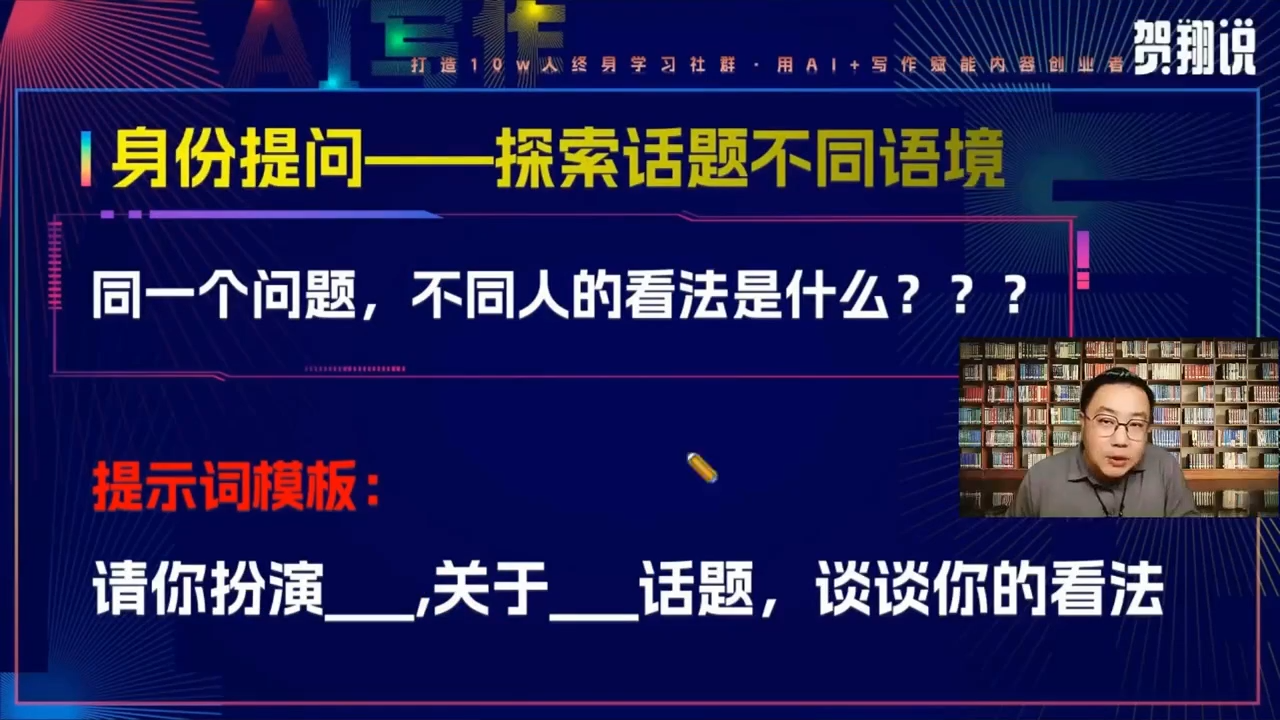 AI写作
打造10w人终身学习社群·用AI+写作赋能内容创业者
贺翔说
身份提问——探索话题不同语境
同一个问题，不同人的看法是什么？？？
提示词模板：
请你扮演___,关于___话题，谈谈你的看法